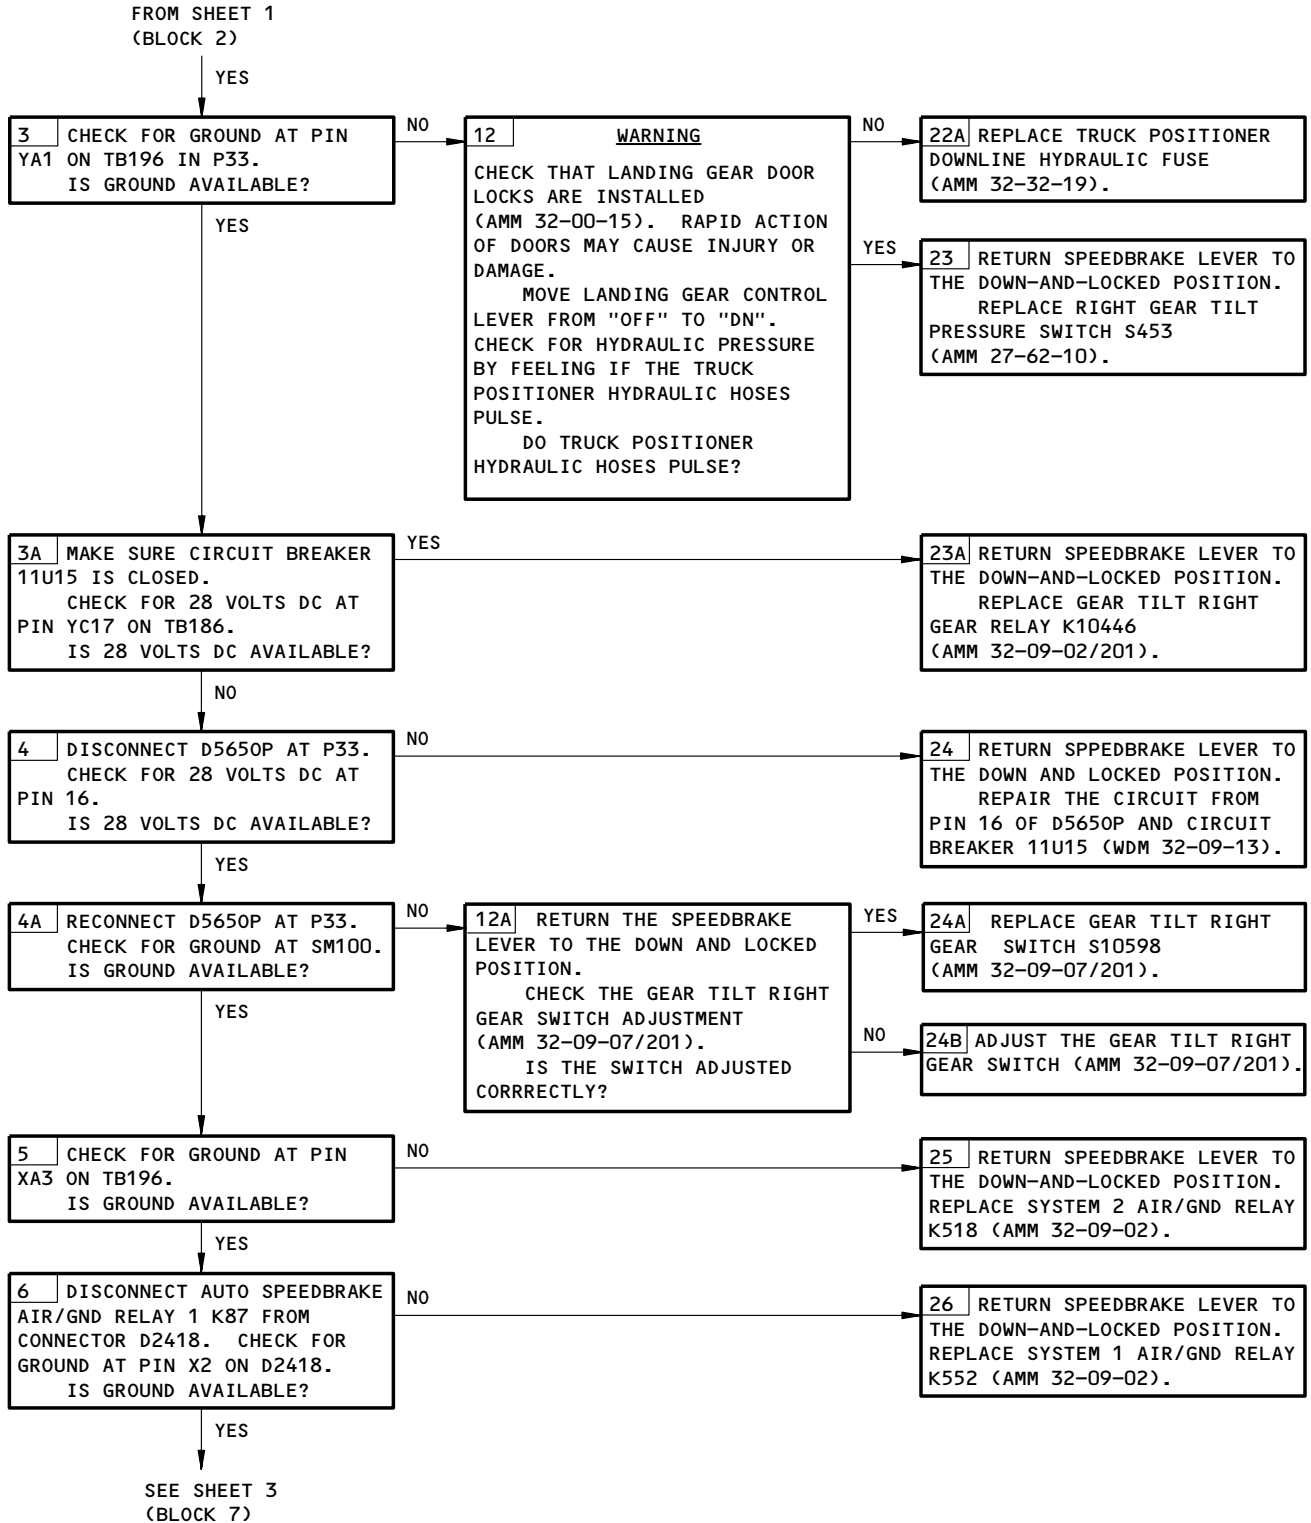 FROM SHEET 1
(BLOCK 2)
YES
3 CHECK FOR GROUND AT PIN
YA1 ON TB196 IN P33.
IS GROUND AVAILABLE?
NO
YES
12 WARNING
CHECK THAT LANDING GEAR DOOR
LOCKS ARE INSTALLED
(AMM 32-00-15). RAPID ACTION
OF DOORS MAY CAUSE INJURY OR
DAMAGE.
MOVE LANDING GEAR CONTROL
LEVER FROM "OFF" TO "DN".
CHECK FOR HYDRAULIC PRESSURE
BY FEELING IF THE TRUCK
POSITIONER HYDRAULIC HOSES
PULSE.
DO TRUCK POSITIONER
HYDRAULIC HOSES PULSE?
NO
22A REPLACE TRUCK POSITIONER
DOWNLINE HYDRAULIC FUSE
(AMM 32-32-19).
YES
23 RETURN SPEEDBRAKE LEVER TO
THE DOWN-AND-LOCKED POSITION.
REPLACE RIGHT GEAR TILT
PRESSURE SWITCH S453
(AMM 27-62-10).
3A MAKE SURE CIRCUIT BREAKER
11U15 IS CLOSED.
CHECK FOR 28 VOLTS DC AT
PIN YC17 ON TB186.
IS 28 VOLTS DC AVAILABLE?
YES
23A RETURN SPEEDBRAKE LEVER TO
THE DOWN-AND-LOCKED POSITION.
REPLACE GEAR TILT RIGHT
GEAR RELAY K10446
(AMM 32-09-02/201).
NO
4 DISCONNECT D5650P AT P33.
CHECK FOR 28 VOLTS DC AT
PIN 16.
IS 28 VOLTS DC AVAILABLE?
NO
24 RETURN SPPEDBRAKE LEVER TO
THE DOWN AND LOCKED POSITION.
REPAIR THE CIRCUIT FROM
PIN 16 OF D5650P AND CIRCUIT
BREAKER 11U15 (WDM 32-09-13).
YES
4A RECONNECT D5650P AT P33.
CHECK FOR GROUND AT SM100.
IS GROUND AVAILABLE?
NO
12A RETURN THE SPEEDBRAKE
LEVER TO THE DOWN AND LOCKED
POSITION.
CHECK THE GEAR TILT RIGHT
GEAR SWITCH ADJUSTMENT
(AMM 32-09-07/201).
IS THE SWITCH ADJUSTED
CORRRECTLY?
YES
24A REPLACE GEAR TILT RIGHT
GEAR SWITCH S10598
(AMM 32-09-07/201).
NO
24B ADJUST THE GEAR TILT RIGHT
GEAR SWITCH (AMM 32-09-07/201).
YES
5 CHECK FOR GROUND AT PIN
XA3 ON TB196.
IS GROUND AVAILABLE?
NO
25 RETURN SPEEDBRAKE LEVER TO
THE DOWN-AND-LOCKED POSITION.
REPLACE SYSTEM 2 AIR/GND RELAY
K518 (AMM 32-09-02).
YES
6 DISCONNECT AUTO SPEEDBRAKE
AIR/GND RELAY 1 K87 FROM
CONNECTOR D2418. CHECK FOR
GROUND AT PIN X2 ON D2418.
IS GROUND AVAILABLE?
NO
26 RETURN SPEEDBRAKE LEVER TO
THE DOWN-AND-LOCKED POSITION.
REPLACE SYSTEM 1 AIR/GND RELAY
K552 (AMM 32-09-02).
YES
SEE SHEET 3
(BLOCK 7)